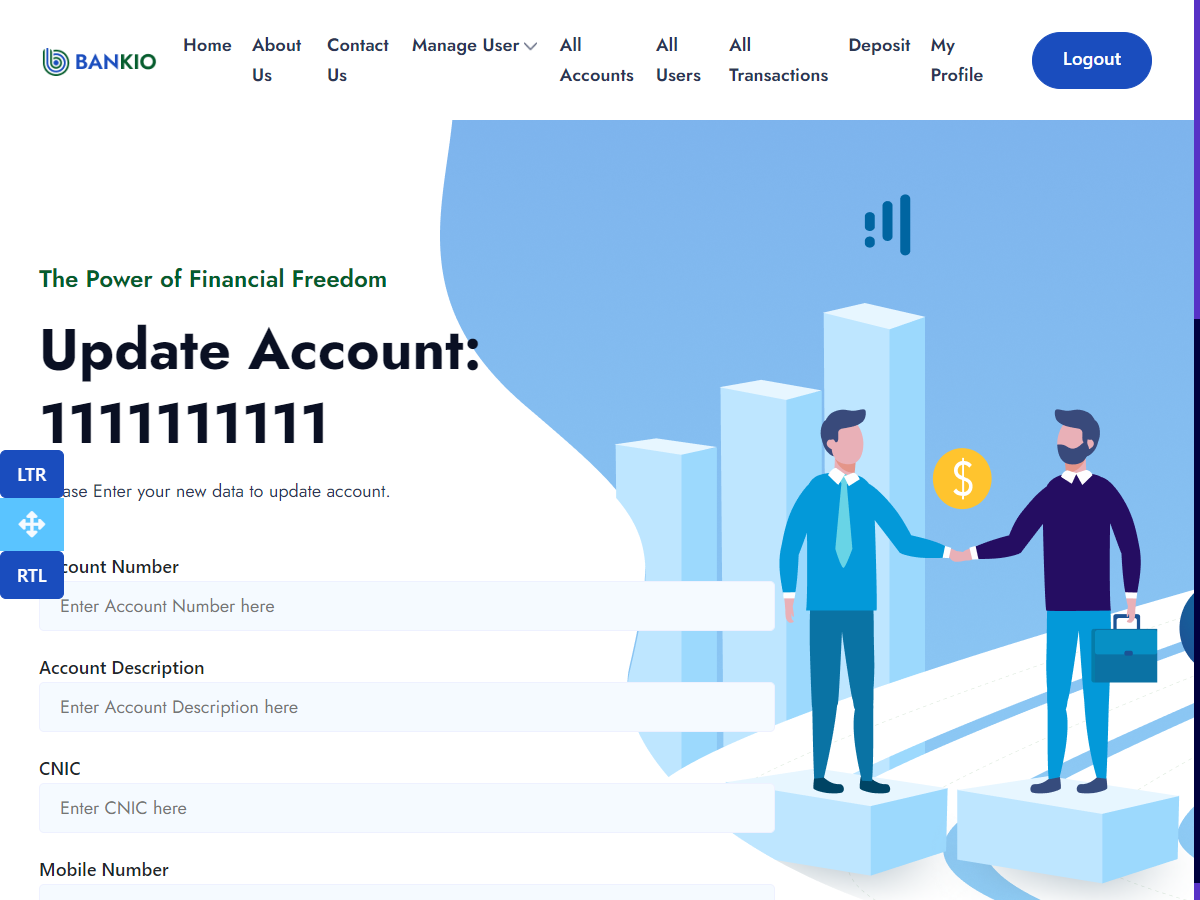 BANKIO
Home
About Us
Contact Us
Manage User
All Accounts
All Users
All Transactions
Deposit
My Profile
Logout
The Power of Financial Freedom
Update Account:
1111111111
ase Enter your new data to update account.
LTR
RTL
count Number
Enter Account Number here
Account Description
Enter Account Description here
CNIC
Enter CNIC here
Mobile Number
$